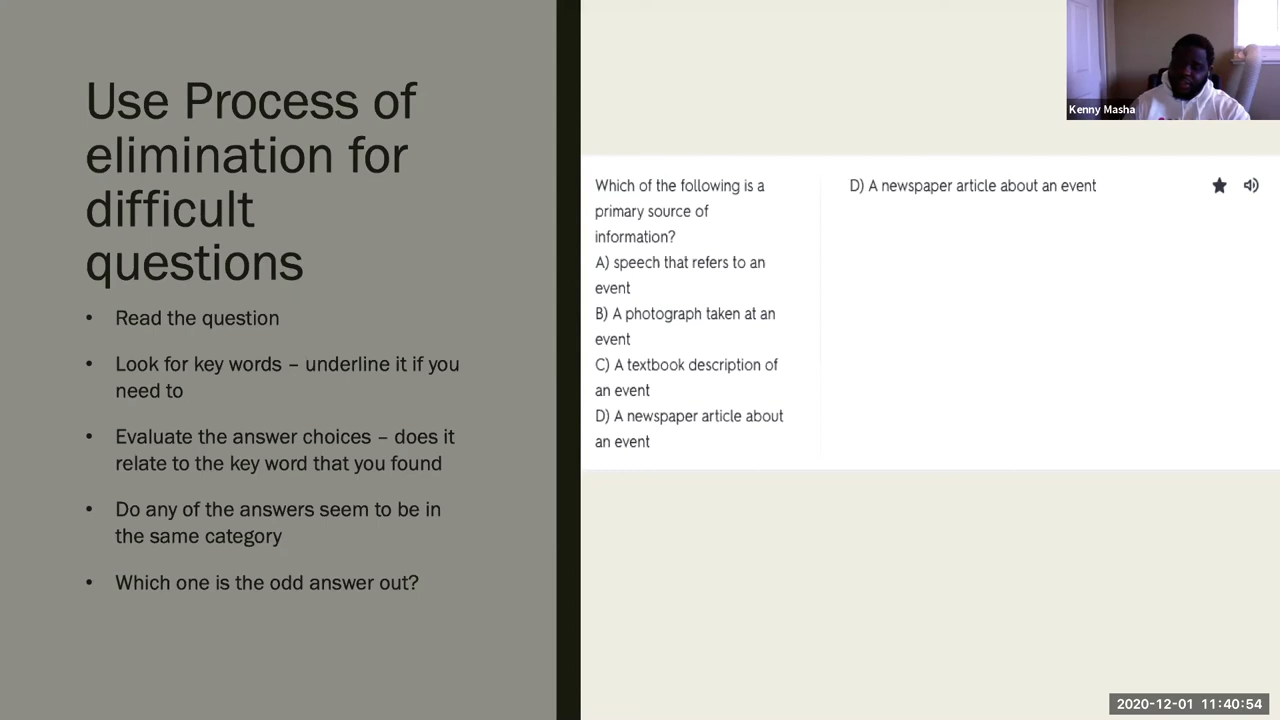 Use Process of
elimination for
difficult
questions
• Read the question
• Look for key words – underline it if you
need to
• Evaluate the answer choices – does it
relate to the key word that you found
• Do any of the answers seem to be in
the same category
• Which one is the odd answer out?
Which of the following is a
primary source of
information?
A) speech that refers to an
event
B) A photograph taken at an
event
C) A textbook description of
an event
D) A newspaper article about
an event
D) A newspaper article about an event
Kenny Masha
2020-12-01 11:40:54